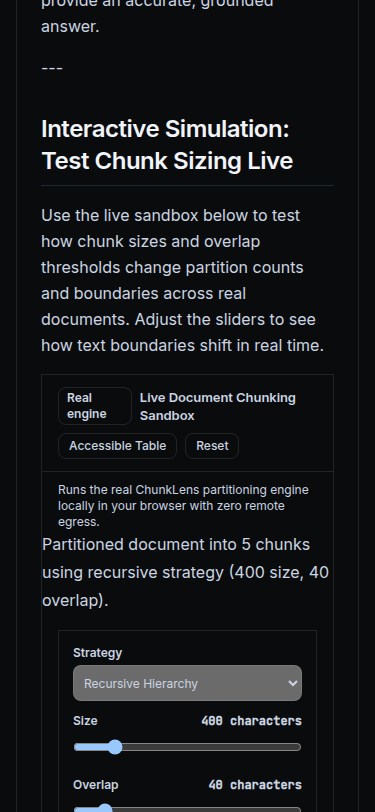 provide an accurate, grounded
answer.
---
Interactive Simulation:
Test Chunk Sizing Live
Use the live sandbox below to test
how chunk sizes and overlap
thresholds change partition counts
and boundaries across real
documents. Adjust the sliders to see
how text boundaries shift in real time.
Real
engine
Live Document Chunking
Sandbox
Accessible Table
Reset
Runs the real ChunkLens partitioning engine
locally in your browser with zero remote
egress.
Partitioned document into 5 chunks
using recursive strategy (400 size, 40
overlap).
Strategy
Recursive Hierarchy
Size 400 characters
Overlap 40 characters